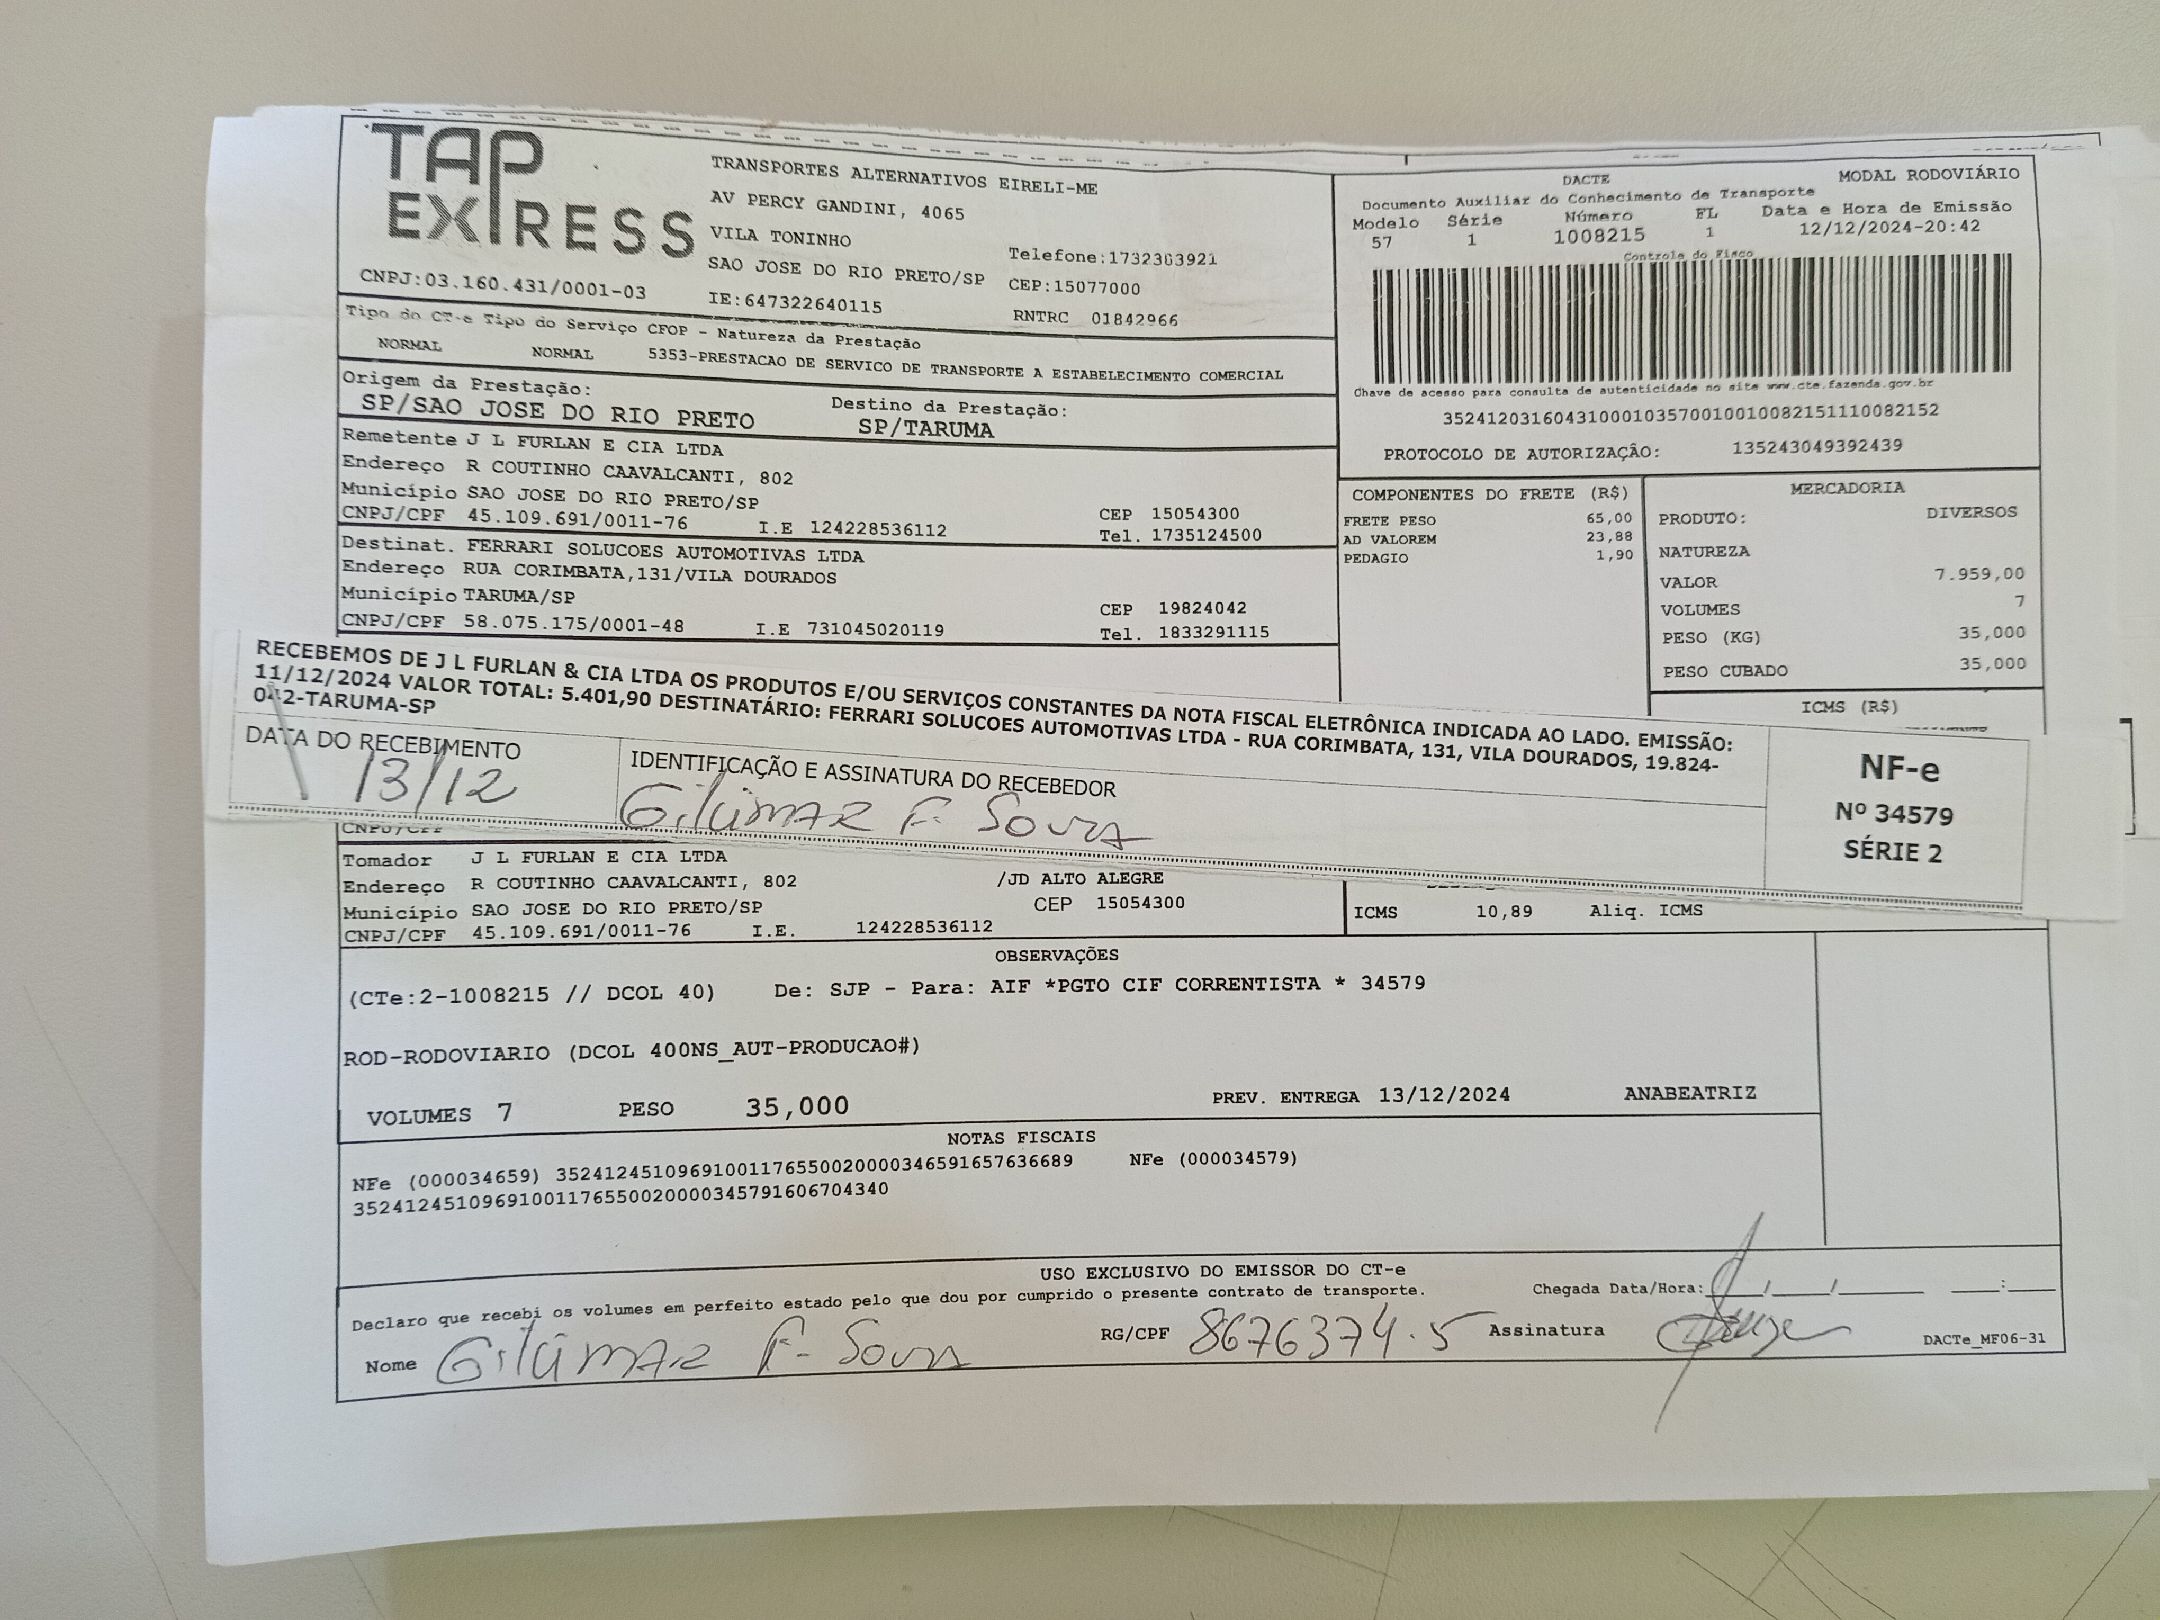 TAP EXPRESS
TRANSPORTES ALTERNATIVOS EIRELI-ME
AV PERCY GANDINI, 4065
VILA TONINHO
SAO JOSE DO RIO PRETO/SP
Telefone:1732363921
CEP:15077000
CNPJ:03.160.431/0001-03
IE:647322640115
RNTRC 01842966
DACTE MODAL RODOVIÁRIO
Documento Auxiliar do Conhecimento de Transporte
Modelo Série Número FL Data e Hora de Emissão
57 1 1008215 1 12/12/2024-20:42
Controle do Fisco
Chave de acesso para consulta de autenticidade no site www.cte.fazenda.gov.br
35241203160431000103570010010082151110082152
PROTOCOLO DE AUTORIZAÇÃO: 135243049392439
Tipo do CT-e Tipo do Serviço CFOP - Natureza da Prestação
NORMAL NORMAL 5353-PRESTACAO DE SERVICO DE TRANSPORTE A ESTABELECIMENTO COMERCIAL
Origem da Prestação: Destino da Prestação:
SP/SAO JOSE DO RIO PRETO SP/TARUMA
Remetente J L FURLAN E CIA LTDA
Endereço R COUTINHO CAAVALCANTI, 802
Município SAO JOSE DO RIO PRETO/SP CEP 15054300
CNPJ/CPF 45.109.691/0011-76 I.E 124228536112 Tel. 1735124500
Destinat. FERRARI SOLUCOES AUTOMOTIVAS LTDA
Endereço RUA CORIMBATA,131/VILA DOURADOS
Município TARUMA/SP CEP 19824042
CNPJ/CPF 58.075.175/0001-48 I.E 731045020119 Tel. 1833291115
COMPONENTES DO FRETE (R$)
FRETE PESO 65,00
AD VALOREM 23,88
PEDAGIO 1,90
MERCADORIA
PRODUTO: DIVERSOS
NATUREZA
VALOR 7.959,00
VOLUMES 7
PESO (KG) 35,000
PESO CUBADO 35,000
ICMS (R$)
RECEBEMOS DE J L FURLAN & CIA LTDA OS PRODUTOS E/OU SERVIÇOS CONSTANTES DA NOTA FISCAL ELETRÔNICA INDICADA AO LADO. EMISSÃO:
11/12/2024 VALOR TOTAL: 5.401,90 DESTINATÁRIO: FERRARI SOLUCOES AUTOMOTIVAS LTDA - RUA CORIMBATA, 131, VILA DOURADOS, 19.824-
042-TARUMA-SP
DATA DO RECEBIMENTO IDENTIFICAÇÃO E ASSINATURA DO RECEBEDOR
13/12 Gilcimar F. Souza
NF-e
Nº 34579
SÉRIE 2
CNPJ/CPF
Tomador J L FURLAN E CIA LTDA
Endereço R COUTINHO CAAVALCANTI, 802 /JD ALTO ALEGRE
Município SAO JOSE DO RIO PRETO/SP CEP 15054300
CNPJ/CPF 45.109.691/0011-76 I.E. 124228536112
ICMS 10,89 Aliq. ICMS
OBSERVAÇÕES
(CTe:2-1008215 // DCOL 40) De: SJP - Para: AIF *PGTO CIF CORRENTISTA * 34579
ROD-RODOVIARIO (DCOL 400NS_AUT-PRODUCAO#)
VOLUMES 7 PESO 35,000 PREV. ENTREGA 13/12/2024 ANABEATRIZ
NOTAS FISCAIS
NFe (000034659) 35241245109691001176550020000346591657636689 NFe (000034579)
35241245109691001176550020000345791606704340
USO EXCLUSIVO DO EMISSOR DO CT-e
Declaro que recebi os volumes em perfeito estado pelo que dou por cumprido o presente contrato de transporte. Chegada Data/Hora:____/____/______ ____:____
Nome Gilcimar F. Souza RG/CPF 8676374.5 Assinatura DACTe_MF06-31